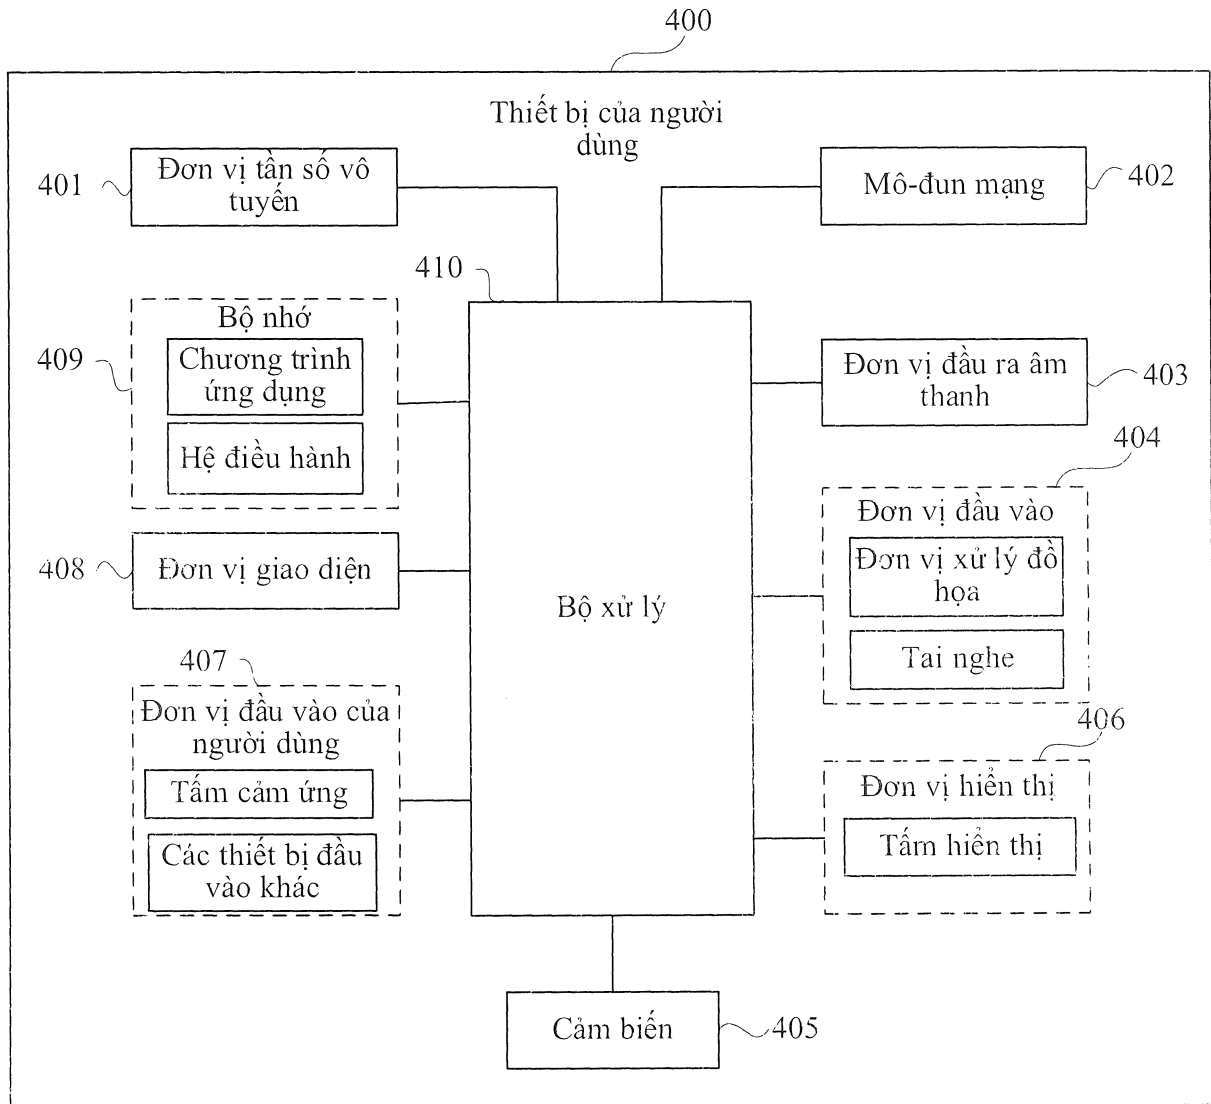 400
Thiết bị của người
dùng
401
Đơn vị tần số vô
tuyến
Mô-đun mạng
402
410
Bộ nhớ
409
Chương trình
ứng dụng
Hệ điều hành
Đơn vị đầu ra âm
thanh
403
404
Đơn vị đầu vào
Đơn vị xử lý đồ
họa
Tai nghe
408
Đơn vị giao diện
Bộ xử lý
407
Đơn vị đầu vào của
người dùng
Tấm cảm ứng
Các thiết bị đầu
vào khác
406
Đơn vị hiển thị
Tấm hiển thị
Cảm biến
405